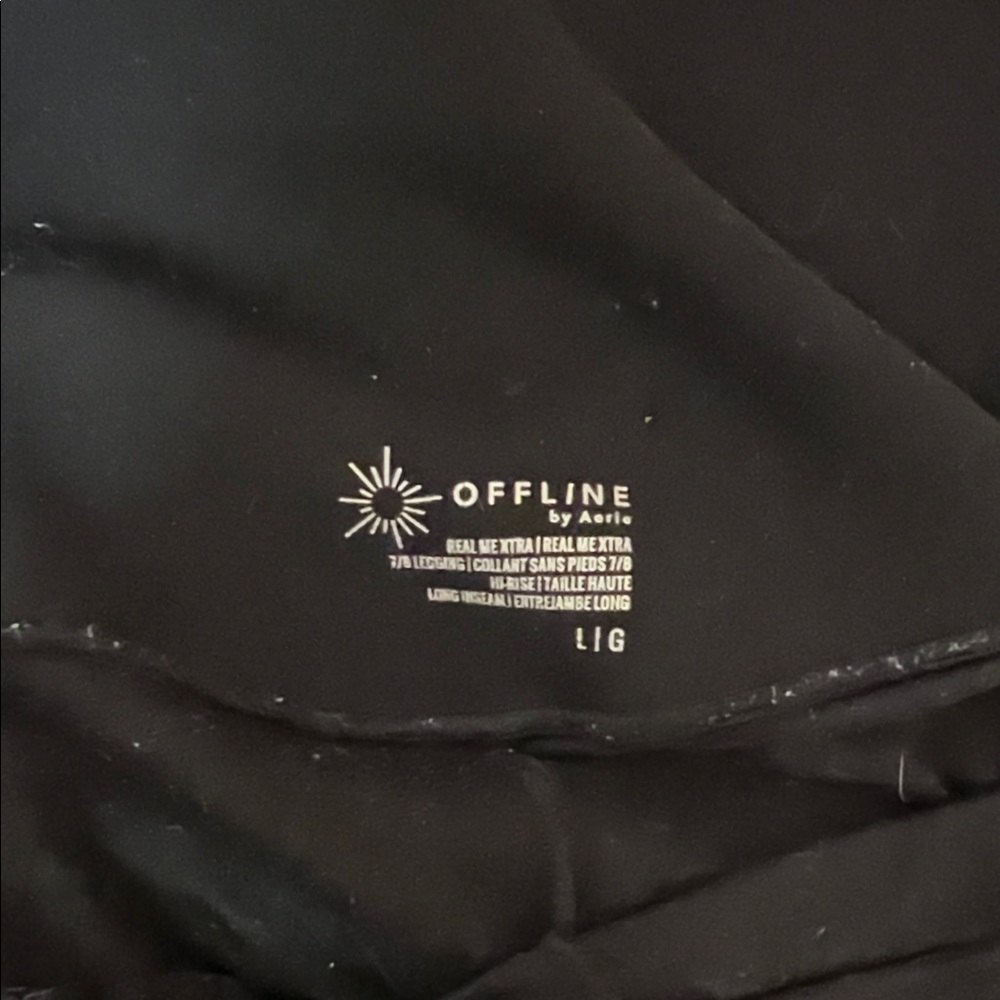 OFFLINE
by Aerie
REAL ME XTRA | REAL ME XTRA
7/8 LEGGING | COLLANT SANS PIEDS 7/8
HI-RISE | TAILLE HAUTE
LONG INSEAM | ENTREJAMBE LONG
L | G